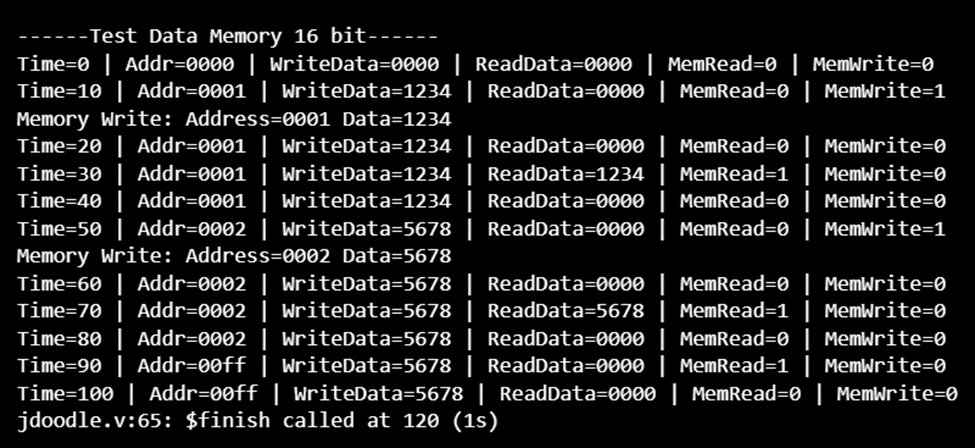 ------Test Data Memory 16 bit------
Time=0 | Addr=0000 | WriteData=0000 | ReadData=0000 | MemRead=0 | MemWrite=0
Time=10 | Addr=0001 | WriteData=1234 | ReadData=0000 | MemRead=0 | MemWrite=1
Memory Write: Address=0001 Data=1234
Time=20 | Addr=0001 | WriteData=1234 | ReadData=0000 | MemRead=0 | MemWrite=0
Time=30 | Addr=0001 | WriteData=1234 | ReadData=1234 | MemRead=1 | MemWrite=0
Time=40 | Addr=0001 | WriteData=1234 | ReadData=0000 | MemRead=0 | MemWrite=0
Time=50 | Addr=0002 | WriteData=5678 | ReadData=0000 | MemRead=0 | MemWrite=1
Memory Write: Address=0002 Data=5678
Time=60 | Addr=0002 | WriteData=5678 | ReadData=0000 | MemRead=0 | MemWrite=0
Time=70 | Addr=0002 | WriteData=5678 | ReadData=5678 | MemRead=1 | MemWrite=0
Time=80 | Addr=0002 | WriteData=5678 | ReadData=0000 | MemRead=0 | MemWrite=0
Time=90 | Addr=00ff | WriteData=5678 | ReadData=0000 | MemRead=1 | MemWrite=0
Time=100 | Addr=00ff | WriteData=5678 | ReadData=0000 | MemRead=0 | MemWrite=0
jdoodle.v:65: $finish called at 120 (1s)